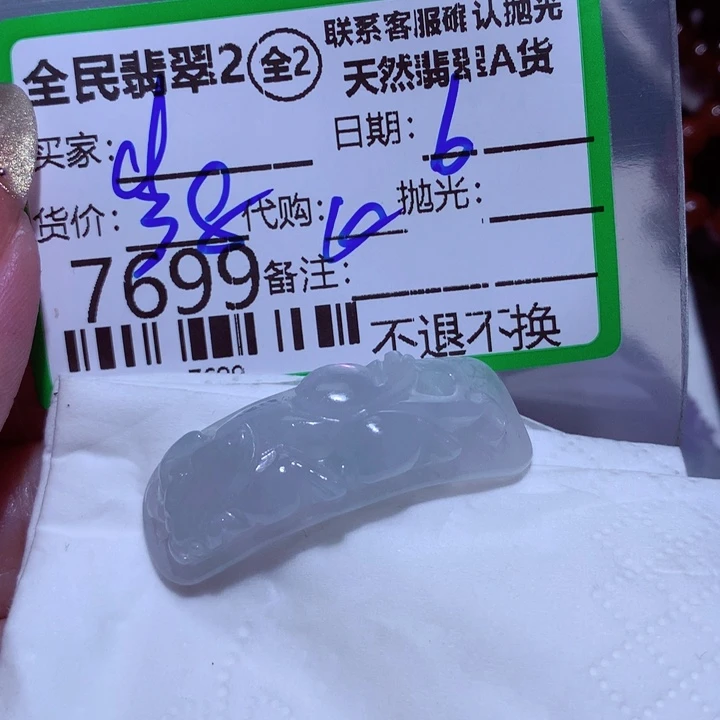 全民翡翠2 全2 联系客服确认抛光
天然翡翠A货
买家: 日期: 6
货价: 38 代购: 抛光:
7699 备注:
不退不换